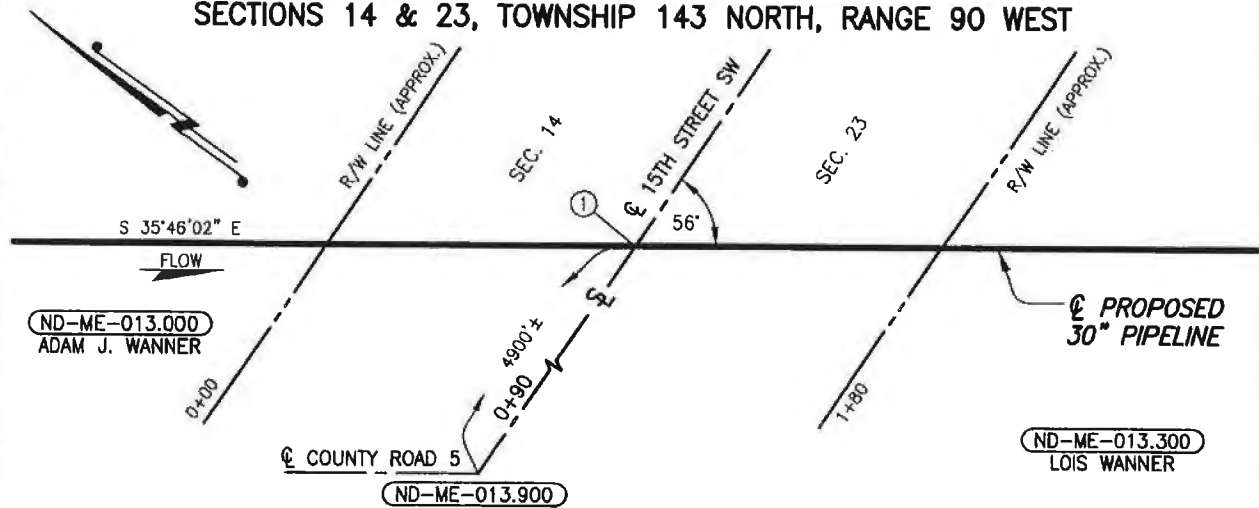 SECTIONS 14 & 23, TOWNSHIP 143 NORTH, RANGE 90 WEST
R/W LINE (APPROX.)
SEC. 14
℄ 15TH STREET SW
SEC. 23
R/W LINE (APPROX.)
1
56°
S 35°46'02" E
FLOW
ND-ME-013.000
ADAM J. WANNER
℄ PROPOSED
30" PIPELINE
0+00
4900'±
0+90
1+80
℄ COUNTY ROAD 5
ND-ME-013.900
ND-ME-013.300
LOIS WANNER